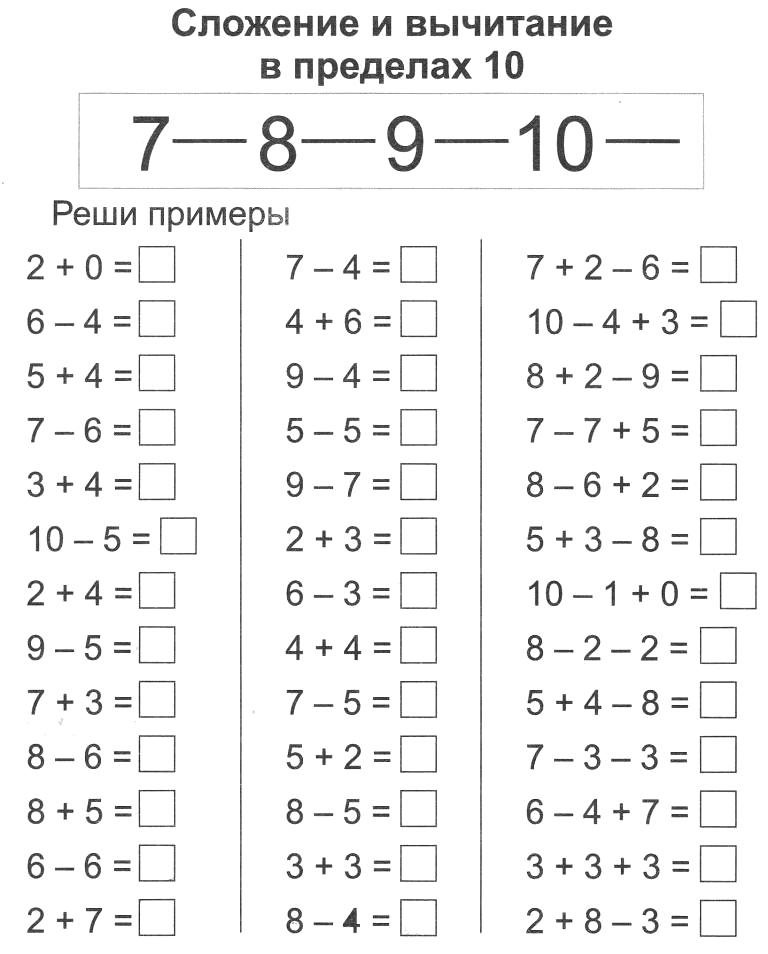 Сложение и вычитание
в пределах 10
7 — 8 — 9 — 10 —
Реши примеры
2 + 0 =
6 – 4 =
5 + 4 =
7 – 6 =
3 + 4 =
10 – 5 =
2 + 4 =
9 – 5 =
7 + 3 =
8 – 6 =
8 + 5 =
6 – 6 =
2 + 7 =
7 – 4 =
4 + 6 =
9 – 4 =
5 – 5 =
9 – 7 =
2 + 3 =
6 – 3 =
4 + 4 =
7 – 5 =
5 + 2 =
8 – 5 =
3 + 3 =
8 – 4 =
7 + 2 – 6 =
10 – 4 + 3 =
8 + 2 – 9 =
7 – 7 + 5 =
8 – 6 + 2 =
5 + 3 – 8 =
10 – 1 + 0 =
8 – 2 – 2 =
5 + 4 – 8 =
7 – 3 – 3 =
6 – 4 + 7 =
3 + 3 + 3 =
2 + 8 – 3 =